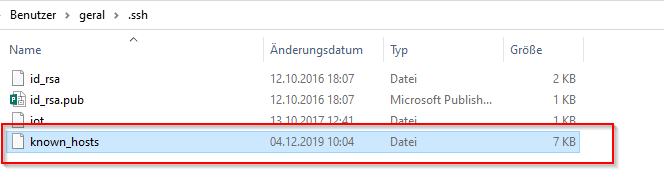 Benutzer > geral > .ssh
Name Änderungsdatum Typ Größe
id_rsa 12.10.2016 18:07 Datei 2 KB
id_rsa.pub 12.10.2016 18:07 Microsoft Publish... 1 KB
iot 13.10.2017 12:41 Datei 1 KB
known_hosts 04.12.2019 10:04 Datei 7 KB